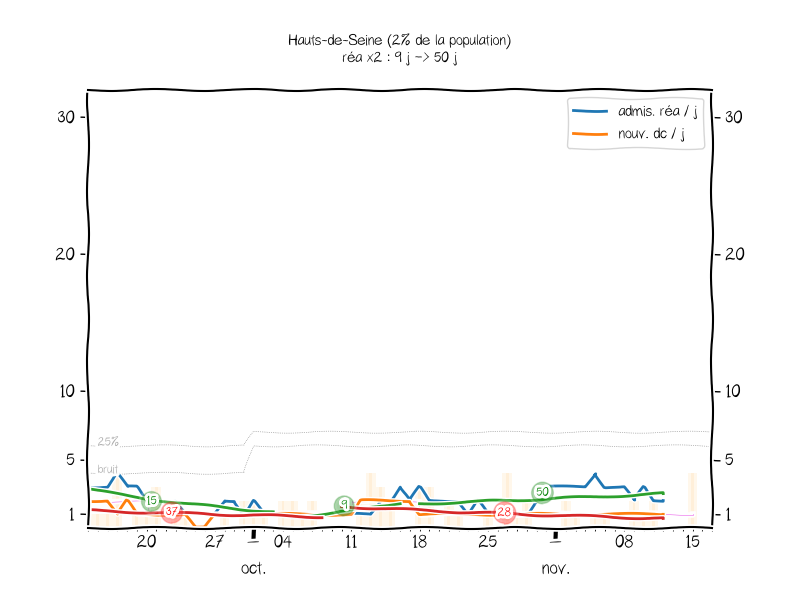 Hauts-de-Seine (2% de la population)
réa x2 : 9 j -> 50 j
admis. réa / j
nouv. dc / j
30 30
20 20
10 10
25%
5 5
bruit
15 37 9 28 50
1 1
20 27 04 11 18 25 08 15
oct. nov.